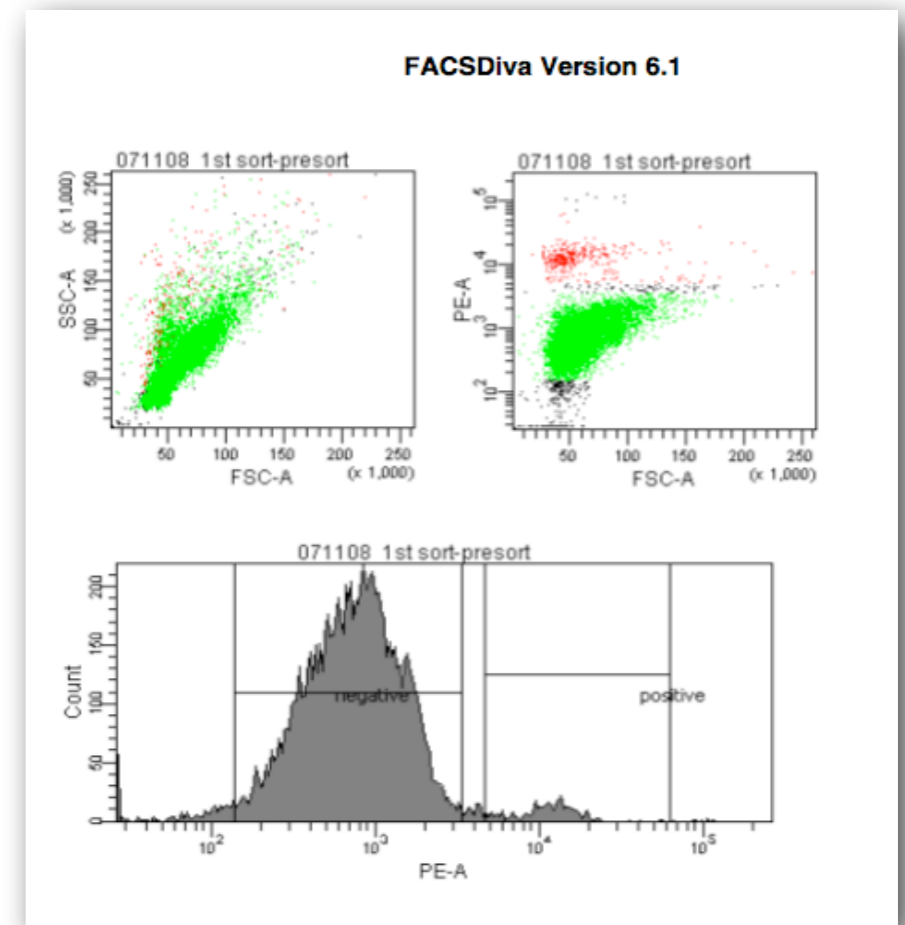 FACSDiva Version 6.1
071108 1st sort-presort
SSC-A
(x 1,000)
50 100 150 200 250
50 100 150 200 250
FSC-A
(x 1,000)
071108 1st sort-presort
PE-A
10^2 10^3 10^4 10^5
50 100 150 200 250
FSC-A
(x 1,000)
071108 1st sort-presort
Count
0 50 100 150 200
negative
positive
10^2 10^3 10^4 10^5
PE-A